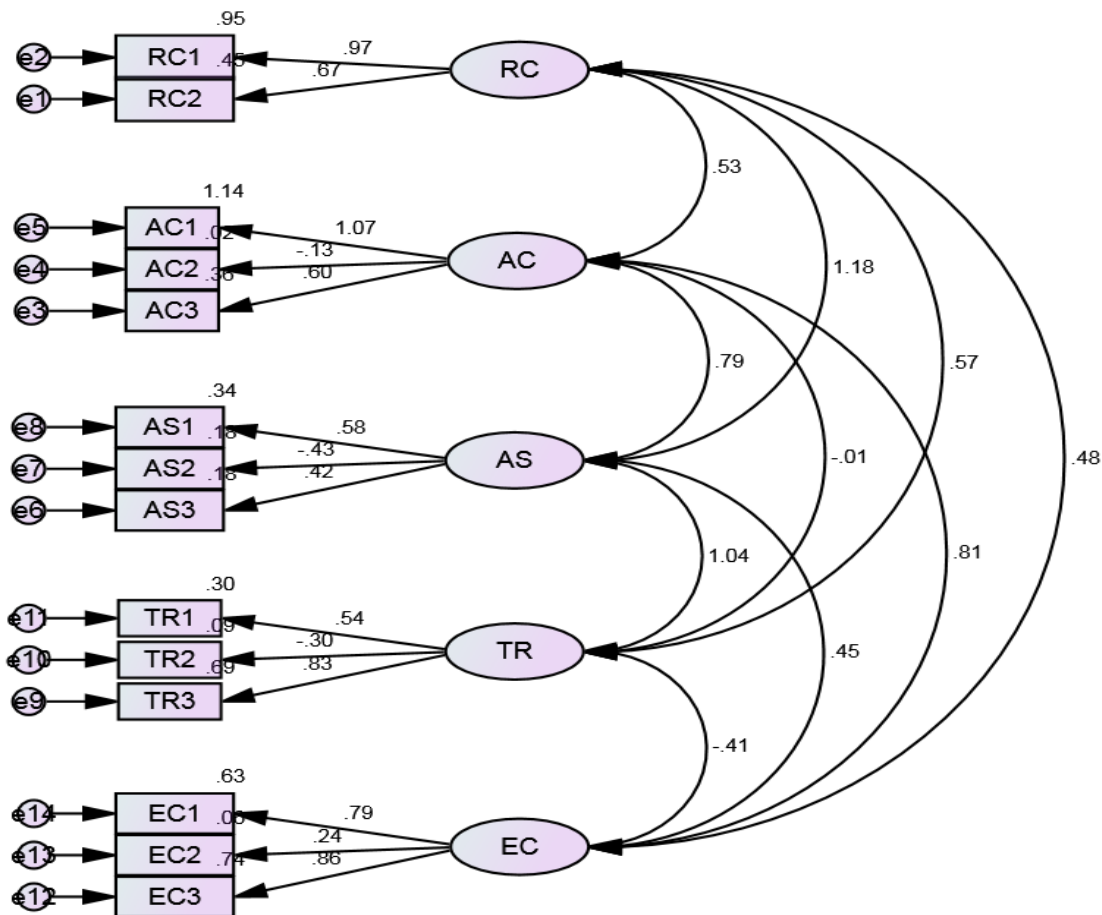 .95
e2 RC1 .97 RC
.45
e1 RC2 .67
.53
1.14
e5 AC1 1.07 AC
.02
e4 AC2 -.13
.36
e3 AC3 .60
1.18
.79
.57
.34
e8 AS1 .58 AS
.18
e7 AS2 -.43
.18
e6 AS3 .42
-.01
.48
1.04
.81
.30
e11 TR1 .54 TR
.09
e10 TR2 -.30
.69
e9 TR3 .83
.45
-.41
.63
e14 EC1 .79 EC
e13 EC2 .24
.74
e12 EC3 .86